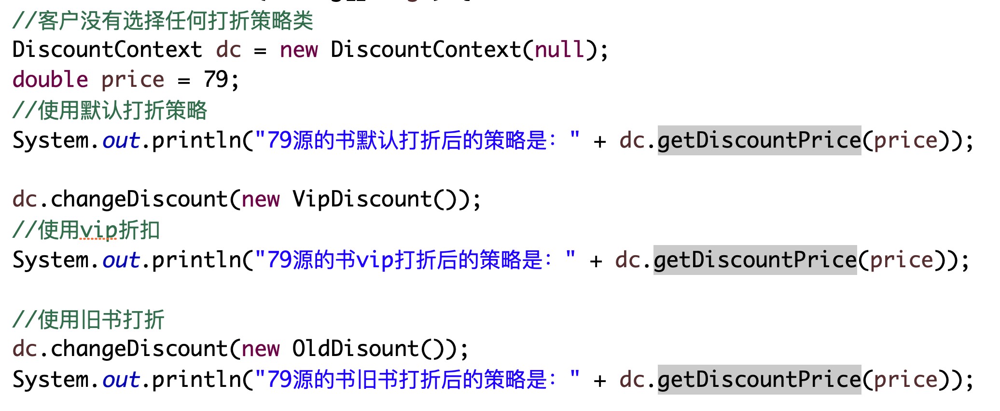 //客户没有选择任何打折策略类
DiscountContext dc = new DiscountContext(null);
double price = 79;
//使用默认打折策略
System.out.println("79源的书默认打折后的策略是：" + dc.getDiscountPrice(price));
dc.changeDiscount(new VipDiscount());
//使用vip折扣
System.out.println("79源的书vip打折后的策略是：" + dc.getDiscountPrice(price));
//使用旧书打折
dc.changeDiscount(new OldDisount());
System.out.println("79源的书旧书打折后的策略是：" + dc.getDiscountPrice(price));